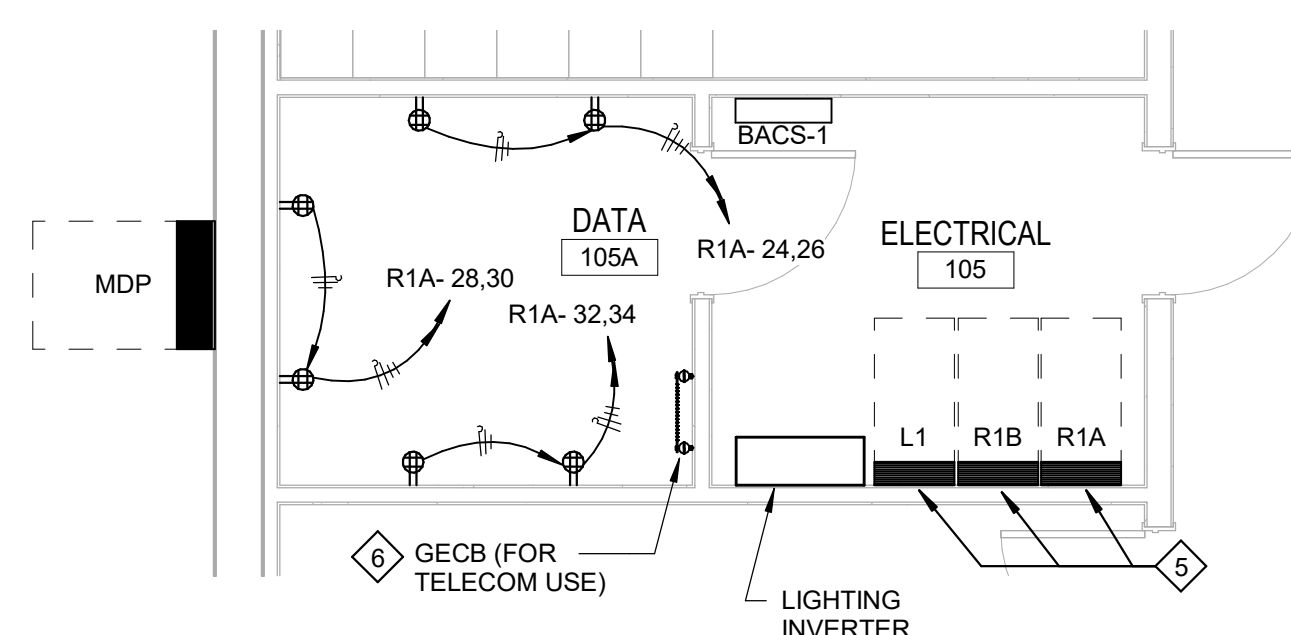 BACS-1
DATA
105A
R1A- 24,26
ELECTRICAL
105
MDP
R1A- 28,30
R1A- 32,34
L1
R1B
R1A
6
GECB (FOR
TELECOM USE)
5
LIGHTING
INVERTER